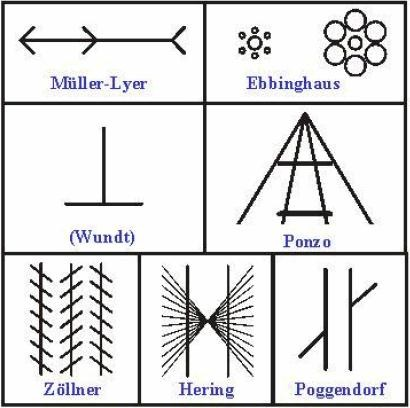 Müller-Lyer
Ebbinghaus
(Wundt)
Ponzo
Zöllner
Hering
Poggendorf